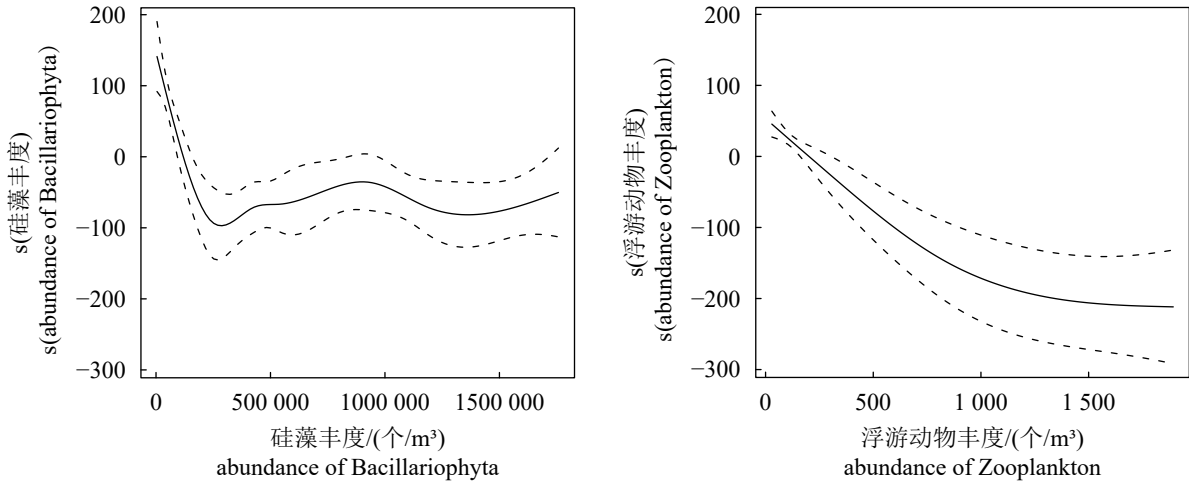 200
100
0
−100
−200
−300
s(硅藻丰度)
s(abundance of Bacillariophyta)
0
500 000
1000 000
1500 000
硅藻丰度/(个/m³)
abundance of Bacillariophyta
200
100
0
−100
−200
−300
s(浮游动物丰度)
s(abundance of Zooplankton)
0
500
1 000
1 500
浮游动物丰度/(个/m³)
abundance of Zooplankton